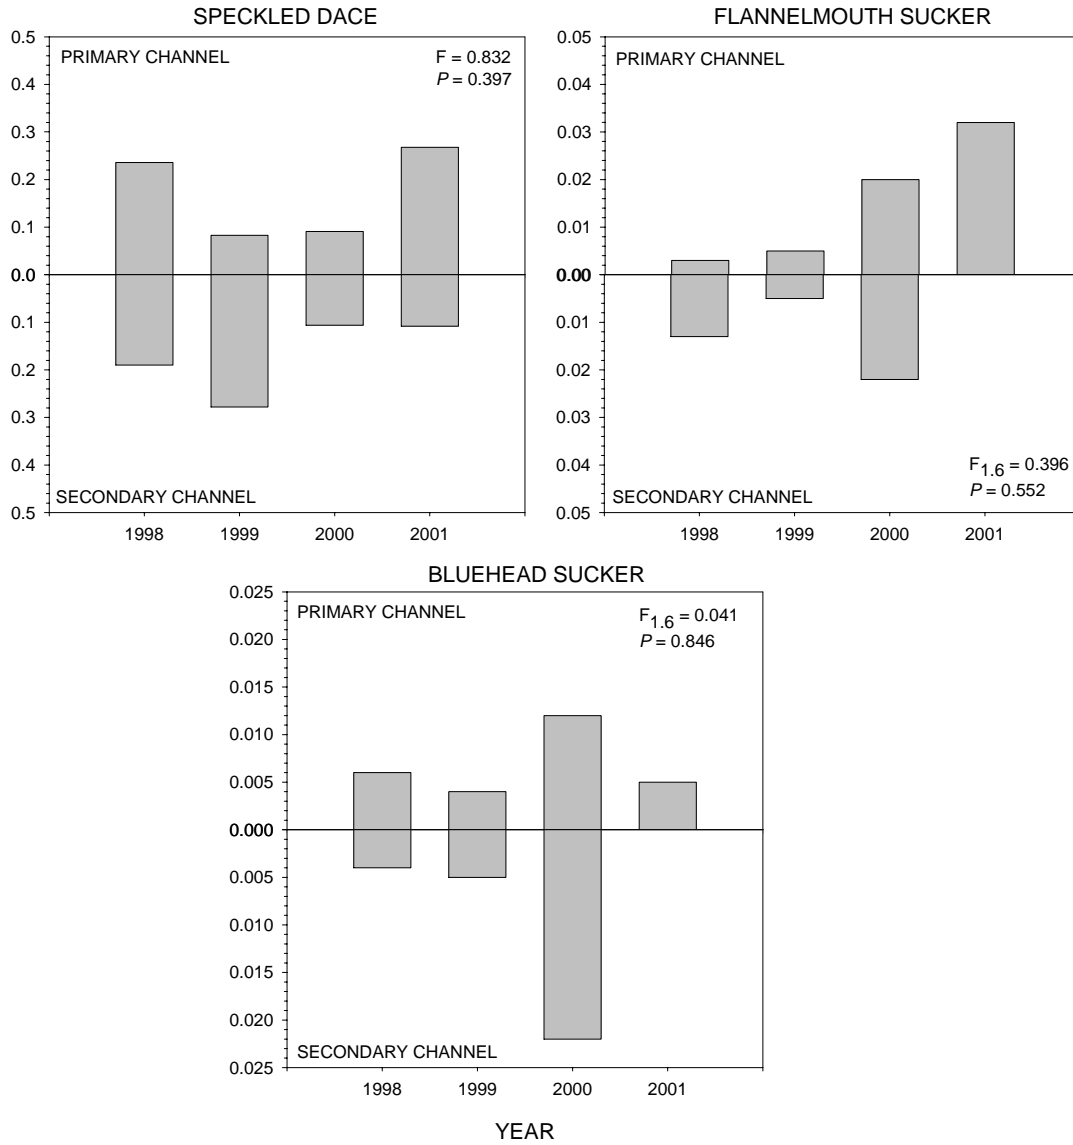 SPECKLED DACE
0.5
0.4
0.3
0.2
0.1
0.0
0.1
0.2
0.3
0.4
0.5
PRIMARY CHANNEL
F = 0.832
P = 0.397
SECONDARY CHANNEL
1998 1999 2000 2001
FLANNELMOUTH SUCKER
0.05
0.04
0.03
0.02
0.01
0.00
0.01
0.02
0.03
0.04
0.05
PRIMARY CHANNEL
F1.6 = 0.396
P = 0.552
SECONDARY CHANNEL
1998 1999 2000 2001
BLUEHEAD SUCKER
0.025
0.020
0.015
0.010
0.005
0.000
0.005
0.010
0.015
0.020
0.025
PRIMARY CHANNEL
F1.6 = 0.041
P = 0.846
SECONDARY CHANNEL
1998 1999 2000 2001
YEAR